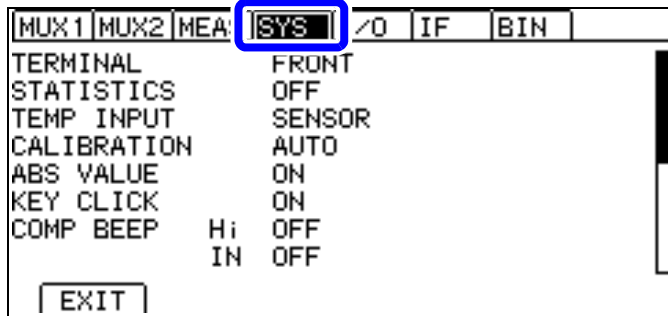 MUX1 MUX2 MEA SYS /O IF BIN
TERMINAL FRONT
STATISTICS OFF
TEMP INPUT SENSOR
CALIBRATION AUTO
ABS VALUE ON
KEY CLICK ON
COMP BEEP Hi OFF
IN OFF
EXIT